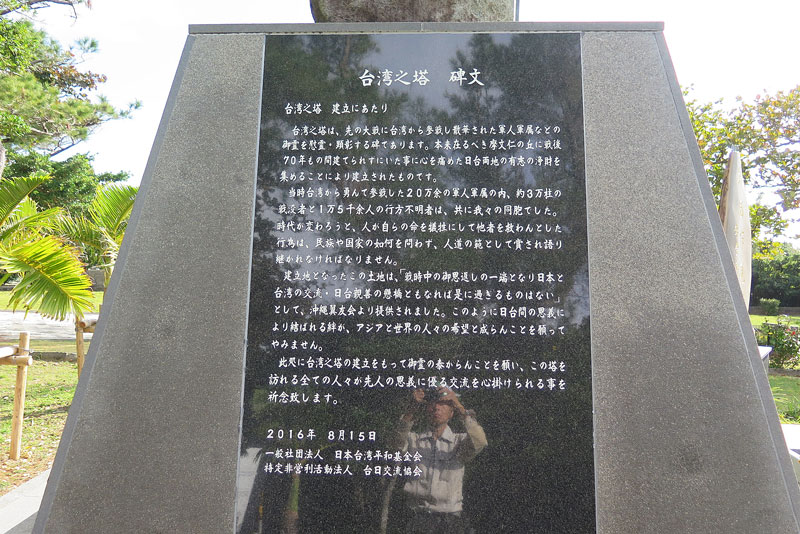 台湾之塔　碑文
台湾之塔　建立にあたり
台湾之塔は、先の大戦に台湾から参戦し散華された軍人軍属などの
御霊を慰霊・顕彰する碑であります。本来在るべき摩文仁の丘に戦後
70年もの間建てられずにいた事に心を痛めた日台両地の有志の浄財を
集めることにより建立されたものです。
当時台湾から勇んで参戦した20万余の軍人軍属の内、約3万柱の
戦没者と1万5千余人の行方不明者は、共に我々の同胞でした。
時代が変わろうと、人が自らの命を犠牲にして他者を救わんとした
行為は、民族や国家の如何を問わず、人道の範として賞され語り
継がれなければなりません。
建立地となったこの土地は、「戦時中の御恩返しの一端となり日本と
台湾の交流・日台親善の懸橋ともなれば是に過ぎるものはない」
として、沖縄翼友会より提供されました。このように日台間の恩義に
より結ばれる絆が、アジアと世界の人々の希望と成らんことを願って
やみません。
此処に台湾之塔の建立をもって御霊の泰からんことを願い、この塔を
訪れる全ての人々が先人の恩義に優る交流を心掛けられる事を
祈念致します。
2016年　8月15日
一般社団法人　日本台湾平和基金会
特定非営利活動法人　台日交流協会